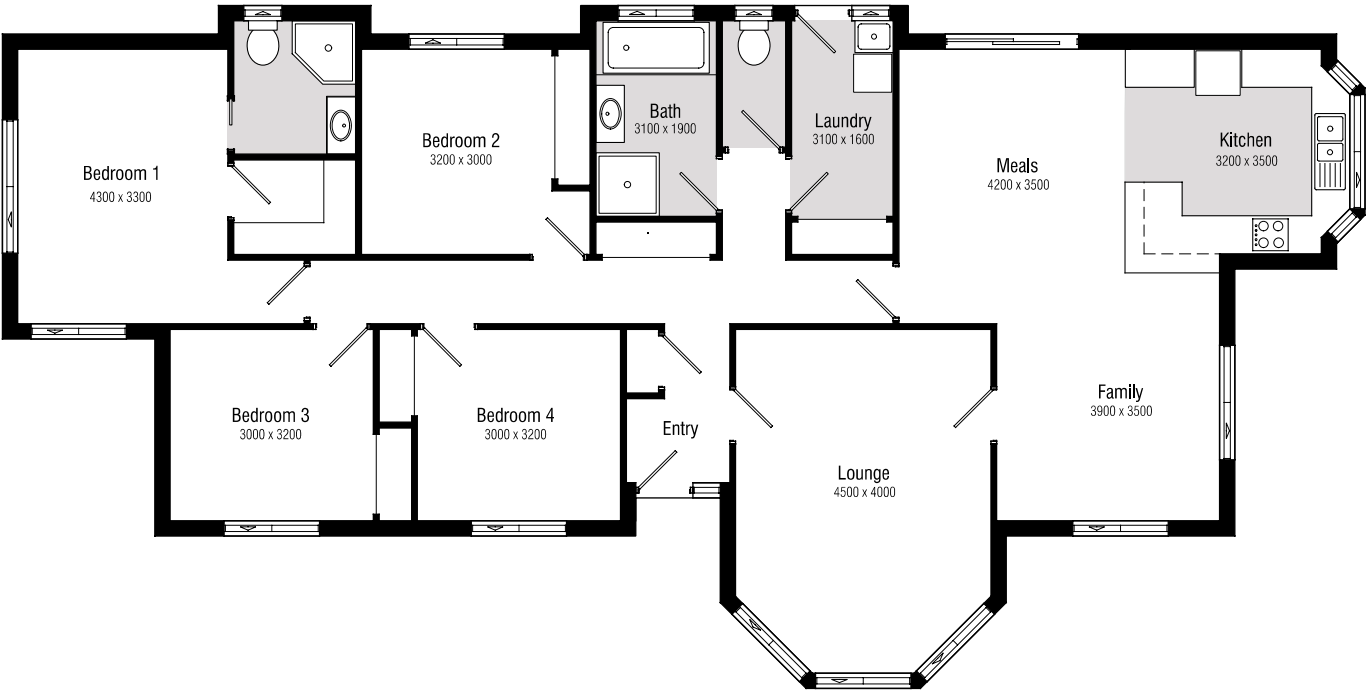 Bedroom 1
4300 x 3300
Bedroom 2
3200 x 3000
Bath
3100 x 1900
Laundry
3100 x 1600
Meals
4200 x 3500
Kitchen
3200 x 3500
Bedroom 3
3000 x 3200
Bedroom 4
3000 x 3200
Entry
Lounge
4500 x 4000
Family
3900 x 3500